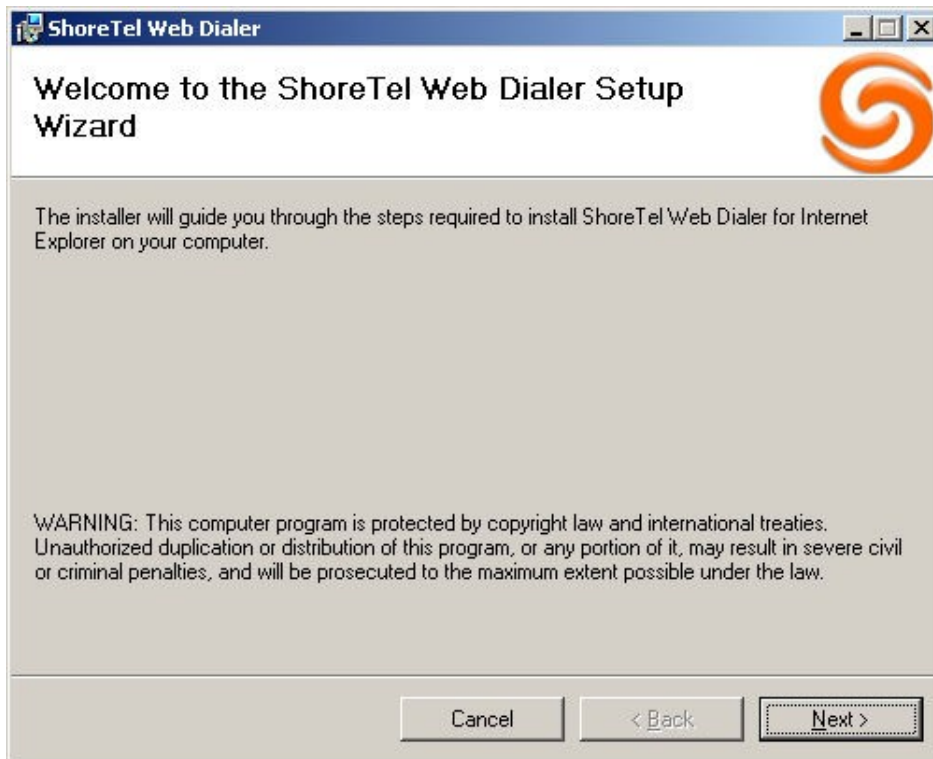 ShoreTel Web Dialer
Welcome to the ShoreTel Web Dialer Setup
Wizard
The installer will guide you through the steps required to install ShoreTel Web Dialer for Internet
Explorer on your computer.
WARNING: This computer program is protected by copyright law and international treaties.
Unauthorized duplication or distribution of this program, or any portion of it, may result in severe civil
or criminal penalties, and will be prosecuted to the maximum extent possible under the law.
Cancel < Back Next >